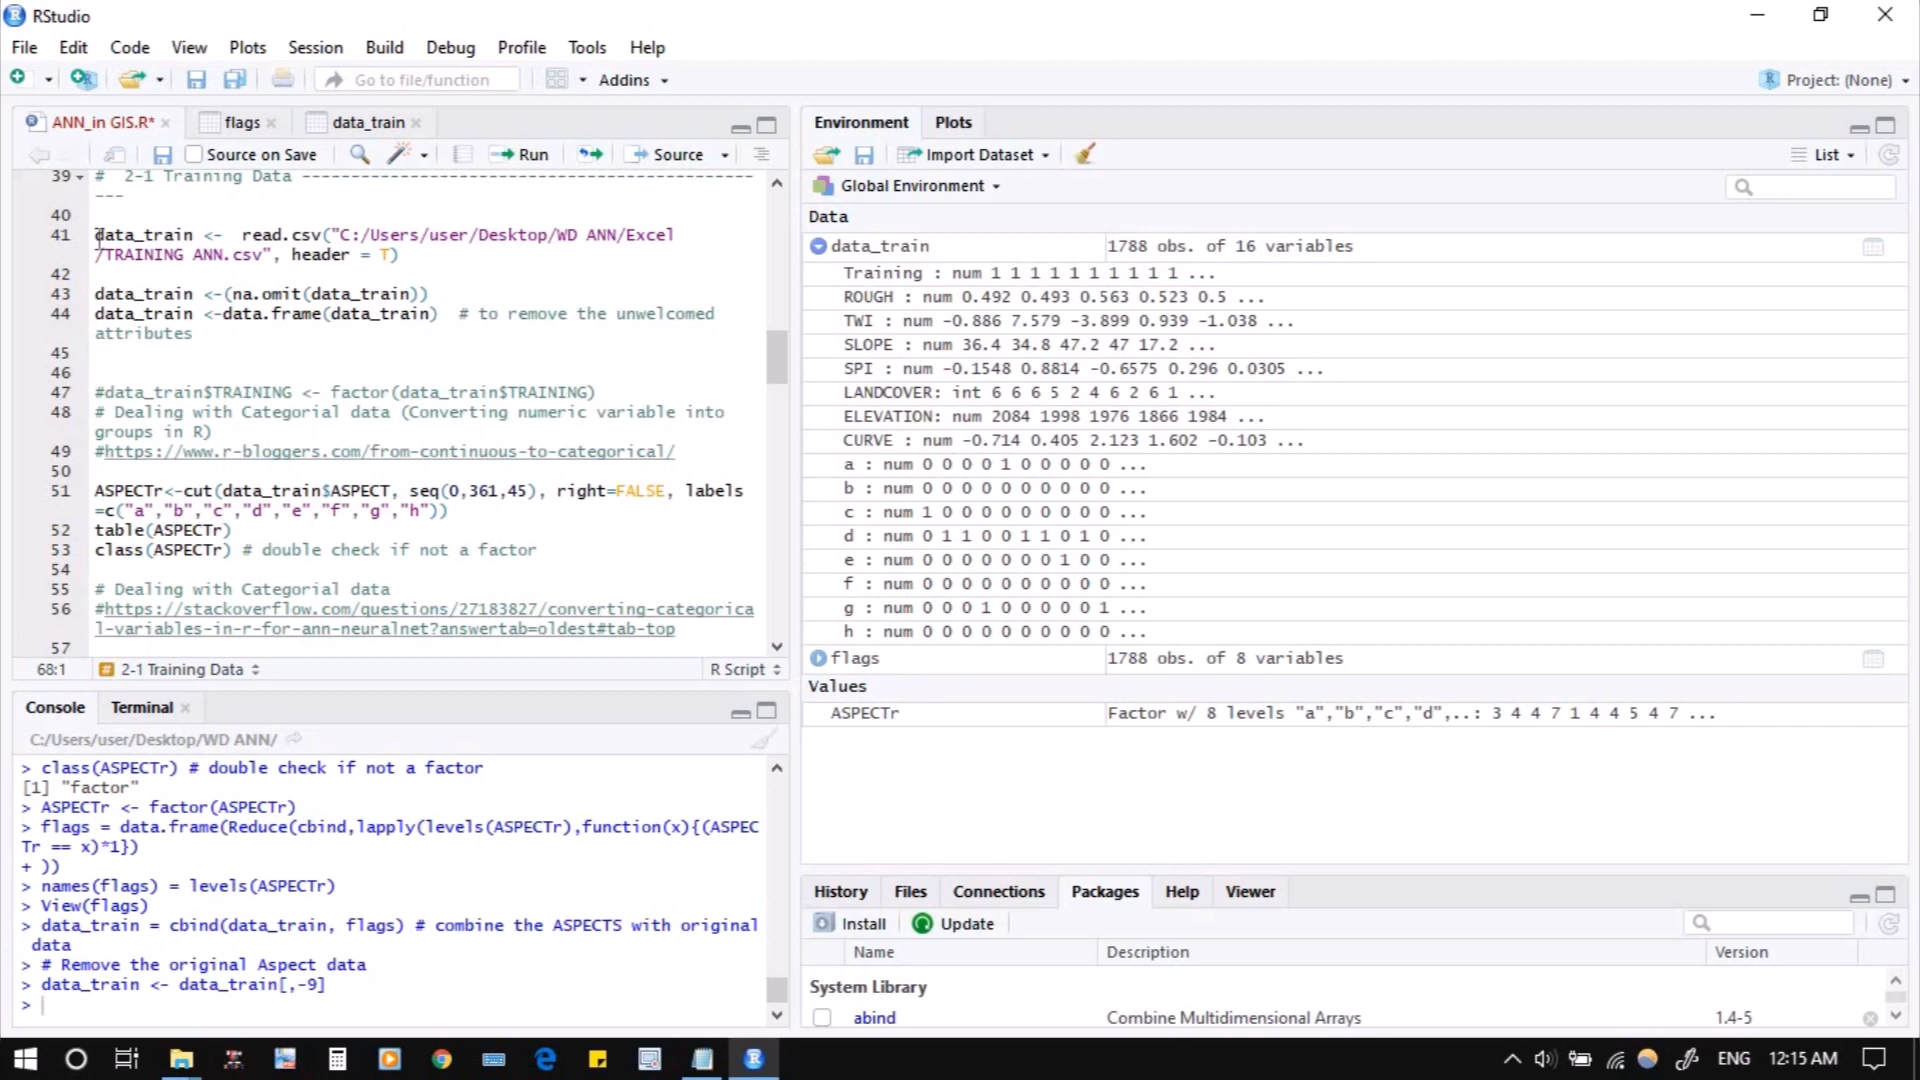 RStudio
File Edit Code View Plots Session Build Debug Profile Tools Help
Go to file/function Addins Project: (None)
ANN_in GIS.R* flags data_train
Source on Save Run Source
39 # 2-1 Training Data ----------------------------------------------
---
40
41 data_train <- read.csv("C:/Users/user/Desktop/WD ANN/Excel
/TRAINING ANN.csv", header = T)
42
43 data_train <-(na.omit(data_train))
44 data_train <-data.frame(data_train) # to remove the unwelcomed
attributes
45
46
47 #data_train$TRAINING <- factor(data_train$TRAINING)
48 # Dealing with Categorial data (Converting numeric variable into
groups in R)
49 #https://www.r-bloggers.com/from-continuous-to-categorical/
50
51 ASPECTr<-cut(data_train$ASPECT, seq(0,361,45), right=FALSE, labels
=c("a","b","c","d","e","f","g","h"))
52 table(ASPECTr)
53 class(ASPECTr) # double check if not a factor
54
55 # Dealing with Categorial data
56 #https://stackoverflow.com/questions/27183827/converting-categorica
l-variables-in-r-for-ann-neuralnet?answertab=oldest#tab-top
57
68:1 2-1 Training Data R Script
Console Terminal
C:/Users/user/Desktop/WD ANN/
> class(ASPECTr) # double check if not a factor
[1] "factor"
> ASPECTr <- factor(ASPECTr)
> flags = data.frame(Reduce(cbind,lapply(levels(ASPECTr),function(x){(ASPEC
Tr == x)*1})
+ ))
> names(flags) = levels(ASPECTr)
> View(flags)
> data_train = cbind(data_train, flags) # combine the ASPECTS with original
data
> # Remove the original Aspect data
> data_train <- data_train[,-9]
>
Environment Plots
Import Dataset List
Global Environment
Data
data_train 1788 obs. of 16 variables
Training : num 1 1 1 1 1 1 1 1 1 1 ...
ROUGH : num 0.492 0.493 0.563 0.523 0.5 ...
TWI : num -0.886 7.579 -3.899 0.939 -1.038 ...
SLOPE : num 36.4 34.8 47.2 47 17.2 ...
SPI : num -0.1548 0.8814 -0.6575 0.296 0.0305 ...
LANDCOVER: int 6 6 6 5 2 4 6 2 6 1 ...
ELEVATION: num 2084 1998 1976 1866 1984 ...
CURVE : num -0.714 0.405 2.123 1.602 -0.103 ...
a : num 0 0 0 0 1 0 0 0 0 0 ...
b : num 0 0 0 0 0 0 0 0 0 0 ...
c : num 1 0 0 0 0 0 0 0 0 0 ...
d : num 0 1 1 0 0 1 1 0 1 0 ...
e : num 0 0 0 0 0 0 0 1 0 0 ...
f : num 0 0 0 0 0 0 0 0 0 0 ...
g : num 0 0 0 1 0 0 0 0 0 1 ...
h : num 0 0 0 0 0 0 0 0 0 0 ...
flags 1788 obs. of 8 variables
Values
ASPECTr Factor w/ 8 levels "a","b","c","d",..: 3 4 4 7 1 4 4 5 4 7 ...
History Files Connections Packages Help Viewer
Install Update
Name Description Version
System Library
abind Combine Multidimensional Arrays 1.4-5
ENG 12:15 AM